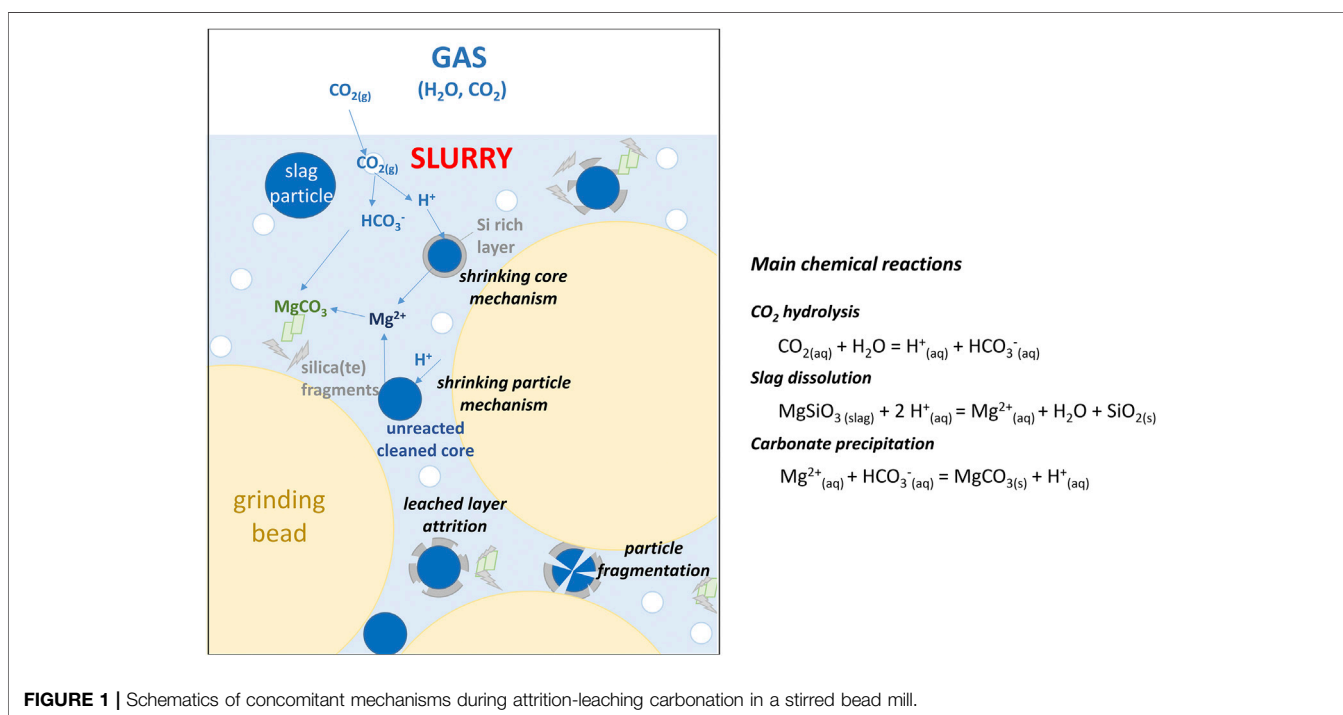 GAS
(H₂O, CO₂)
CO₂(g)
CO₂(g)
SLURRY
slag
particle
H⁺
HCO₃⁻
Si rich
layer
shrinking core
mechanism
MgCO₃
Mg²⁺
H⁺
silica(te)
fragments
shrinking particle
mechanism
unreacted
cleaned core
grinding
bead
leached layer
attrition
particle
fragmentation
Main chemical reactions
CO₂ hydrolysis
CO₂(aq) + H₂O = H⁺(aq) + HCO₃⁻(aq)
Slag dissolution
MgSiO₃ (slag) + 2 H⁺(aq) = Mg²⁺(aq) + H₂O + SiO₂(s)
Carbonate precipitation
Mg²⁺(aq) + HCO₃⁻(aq) = MgCO₃(s) + H⁺(aq)
FIGURE 1 | Schematics of concomitant mechanisms during attrition-leaching carbonation in a stirred bead mill.